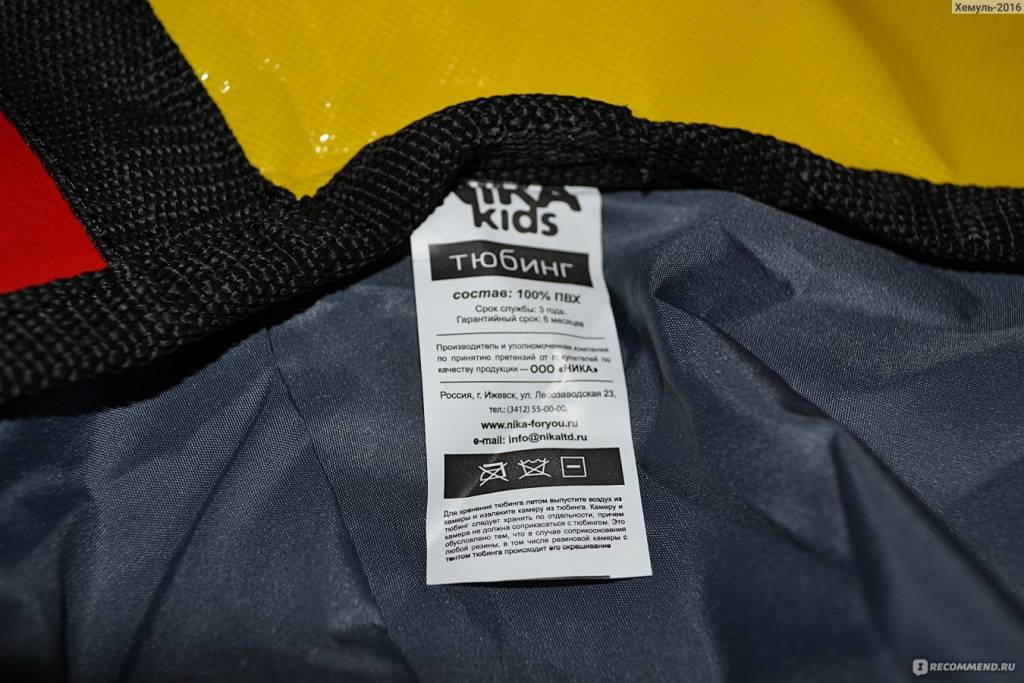 Хемуль-2016
NIKA
kids
тюбинг
состав: 100% ПВХ
Срок службы: 3 года.
Гарантийный срок: 6 месяцев
Производитель и уполномоченная компания
по принятию претензий от покупателей по
качеству продукции — ООО «НИКА»
Россия, г. Ижевск, ул. Лесозаводская 23,
тел.: (3412) 55-00-00,
www.nika-foryou.ru
e-mail: info@nikaltd.ru
Для хранения тюбинга летом выпустите воздух из
камеры и извлеките камеру из тюбинга. Камеру и
тюбинг следует хранить по отдельности, причем
камера не должна соприкасаться с тюбингом. Это
обусловлено тем, что в случае соприкосновения
любой резины, в том числе резиновой камеры с
тентом тюбинга происходит его окрашивание
IRECOMMEND.RU